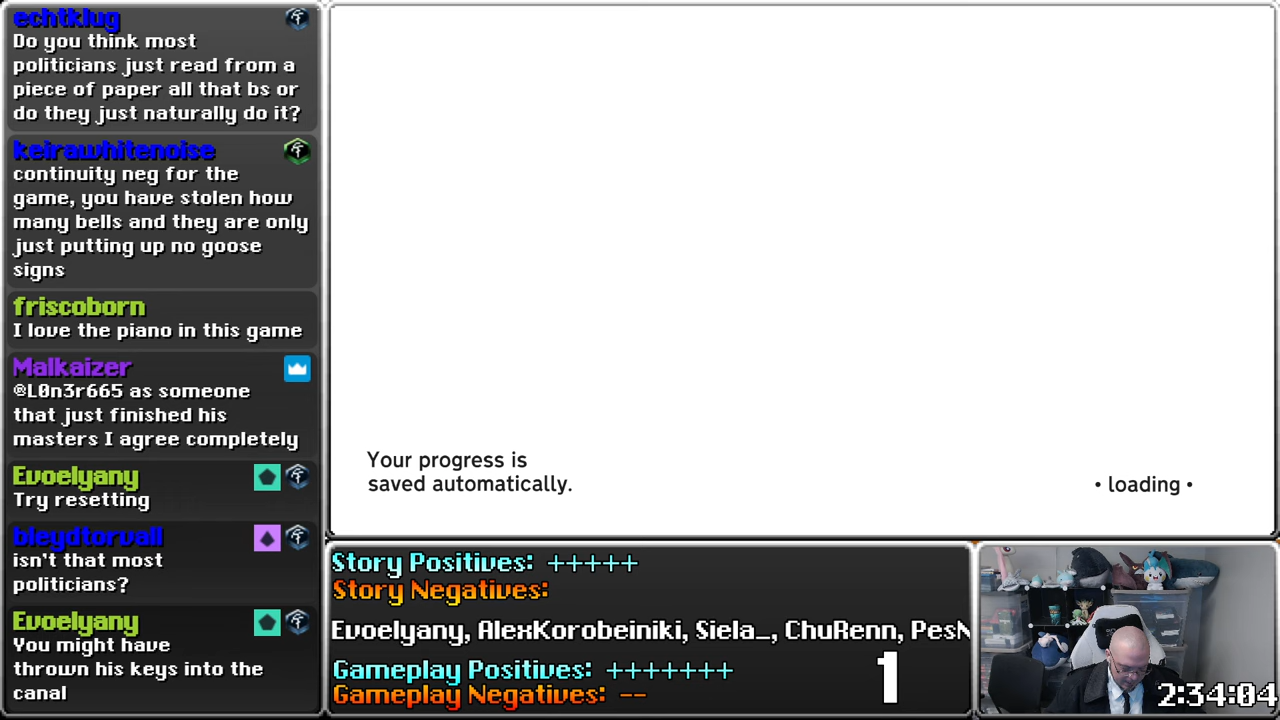 echtklug
Do you think most
politicians just read from a
piece of paper all that bs or
do they just naturally do it?
keirawhitenoise
continuity neg for the
game, you have stolen how
many bells and they are only
just putting up no goose
signs
friscoborn
I love the piano in this game
Malkaizer
@L0n3r665 as someone
that just finished his
masters I agree completely
Evoelyany
Try resetting
bleydtorvall
isn't that most
politicians?
Evoelyany
You might have
thrown his keys into the
canal
Your progress is
saved automatically.
• loading •
Story Positives: +++++
Story Negatives:
Evoelyany, AlexKorobeiniki, Siela_, ChuRenn, PesN
Gameplay Positives: +++++++
Gameplay Negatives: --
1
2:34:04